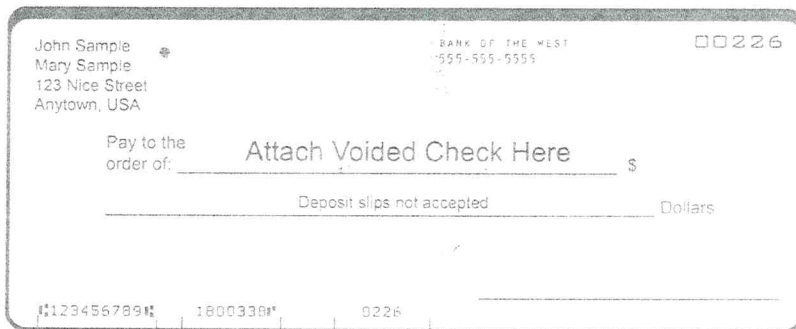 John Sample
Mary Sample
123 Nice Street
Anytown, USA
BANK OF THE WEST
555-555-5555
00226
Pay to the
order of: Attach Voided Check Here $
Deposit slips not accepted Dollars
⑆123456789⑆ 1800338⑈ 0226